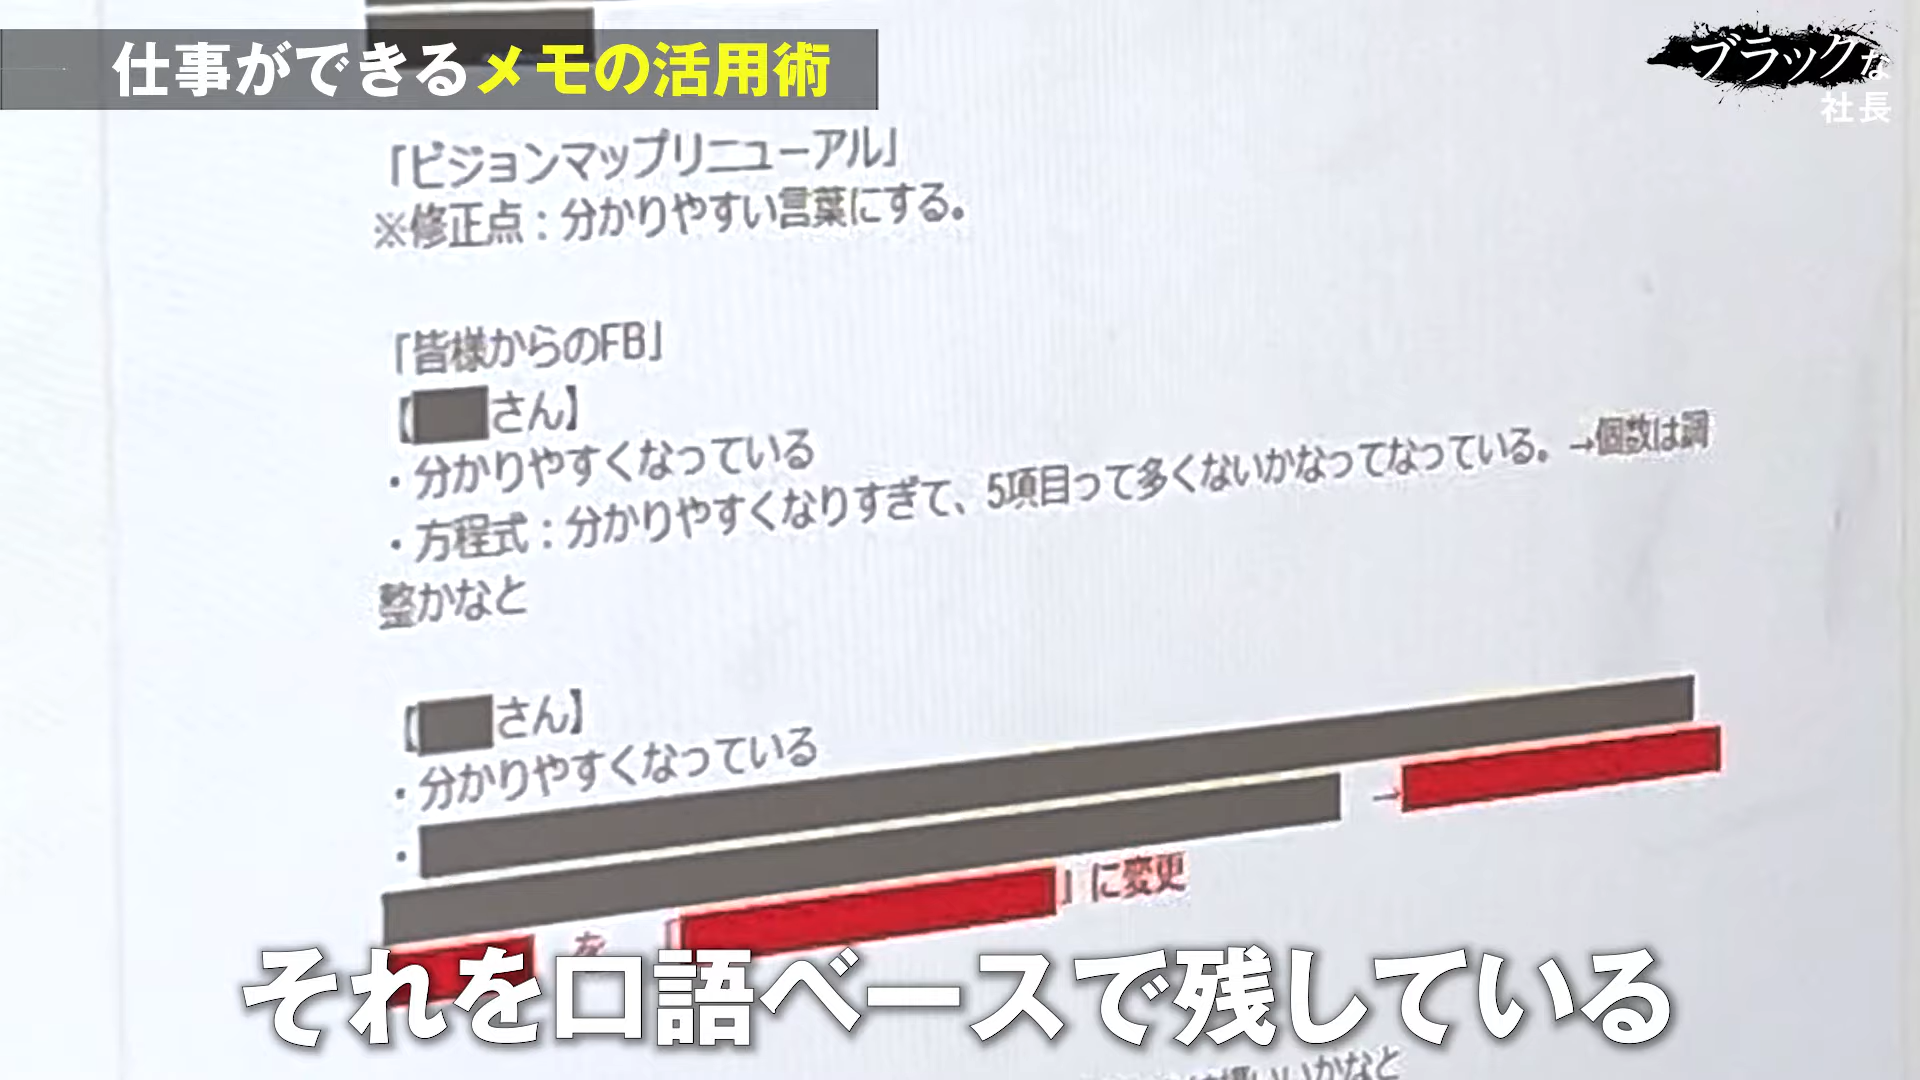 仕事ができるメモの活用術
ブラックな
社長
「ビジョンマップリニューアル」
※修正点：分かりやすい言葉にする。
「皆様からのFB」
【さん】
・分かりやすくなっている
・方程式：分かりやすくなりすぎて、5項目って多くないかなってなっている。→個数は調
整かなと
【さん】
・分かりやすくなっている
・
→
を
」に変更
それを口語ベースで残している
いいかなと